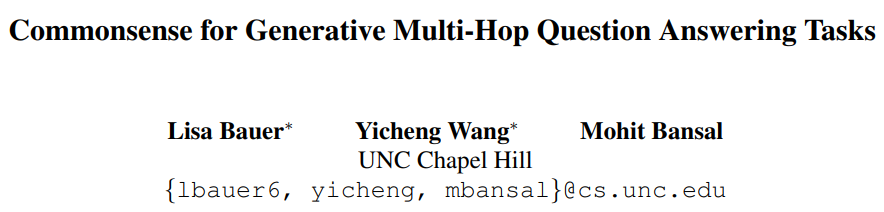 Commonsense for Generative Multi-Hop Question Answering Tasks
Lisa Bauer* Yicheng Wang* Mohit Bansal
UNC Chapel Hill
{lbauer6, yicheng, mbansal}@cs.unc.edu